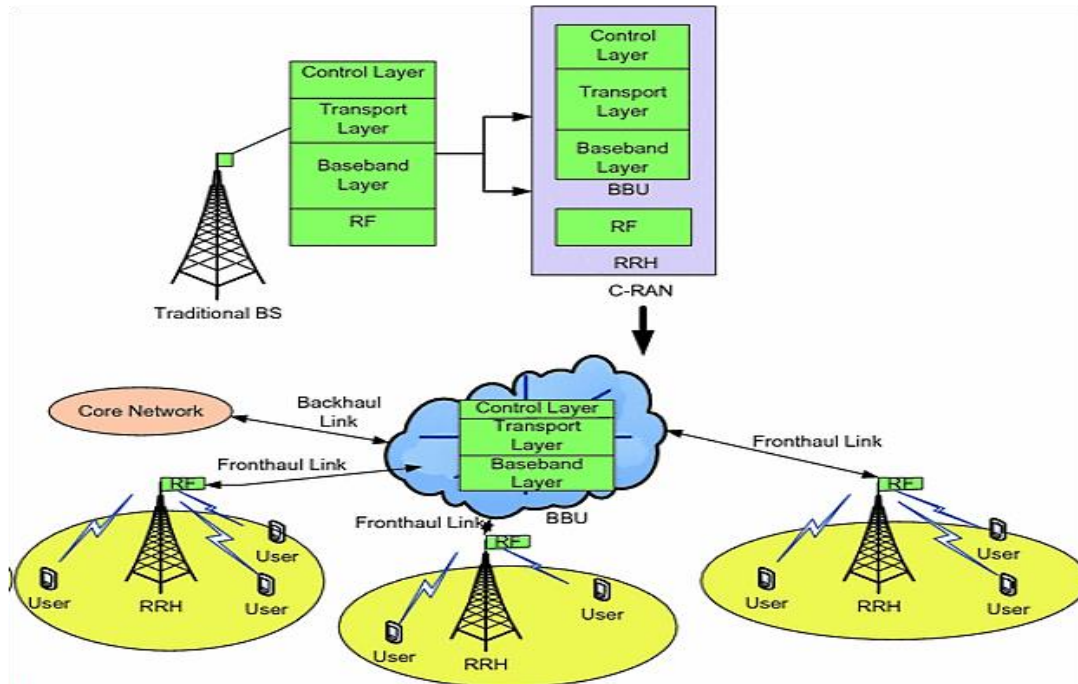 Control
Layer
Transport
Layer
Baseband
Layer
BBU
RF
RRH
C-RAN
Control Layer
Transport
Layer
Baseband
Layer
RF
Traditional BS
Core Network
Backhaul
Link
Control Layer
Transport
Layer
Baseband
Layer
BBU
Fronthaul Link
Fronthaul Link
Fronthaul Link
RF
User
User
User
RRH
RF
User
User
RRH
RF
User
User
User
RRH